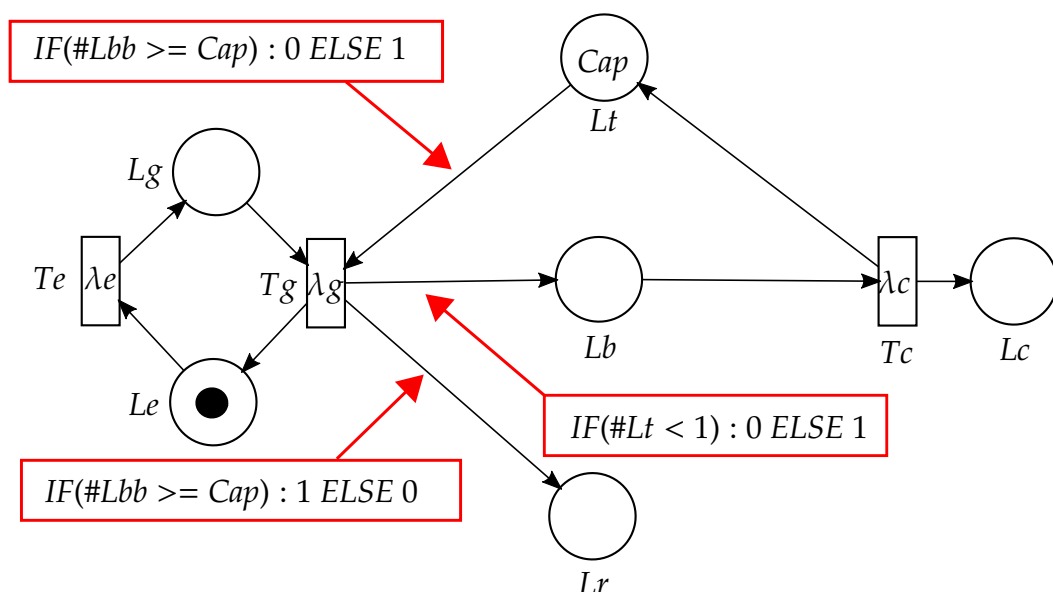 IF(#Lbb >= Cap) : 0 ELSE 1
Cap
Lt
Lg
Te
λe
Tg
λg
λc
Lb
Tc
Lc
Le
IF(#Lt < 1) : 0 ELSE 1
IF(#Lbb >= Cap) : 1 ELSE 0
Lr